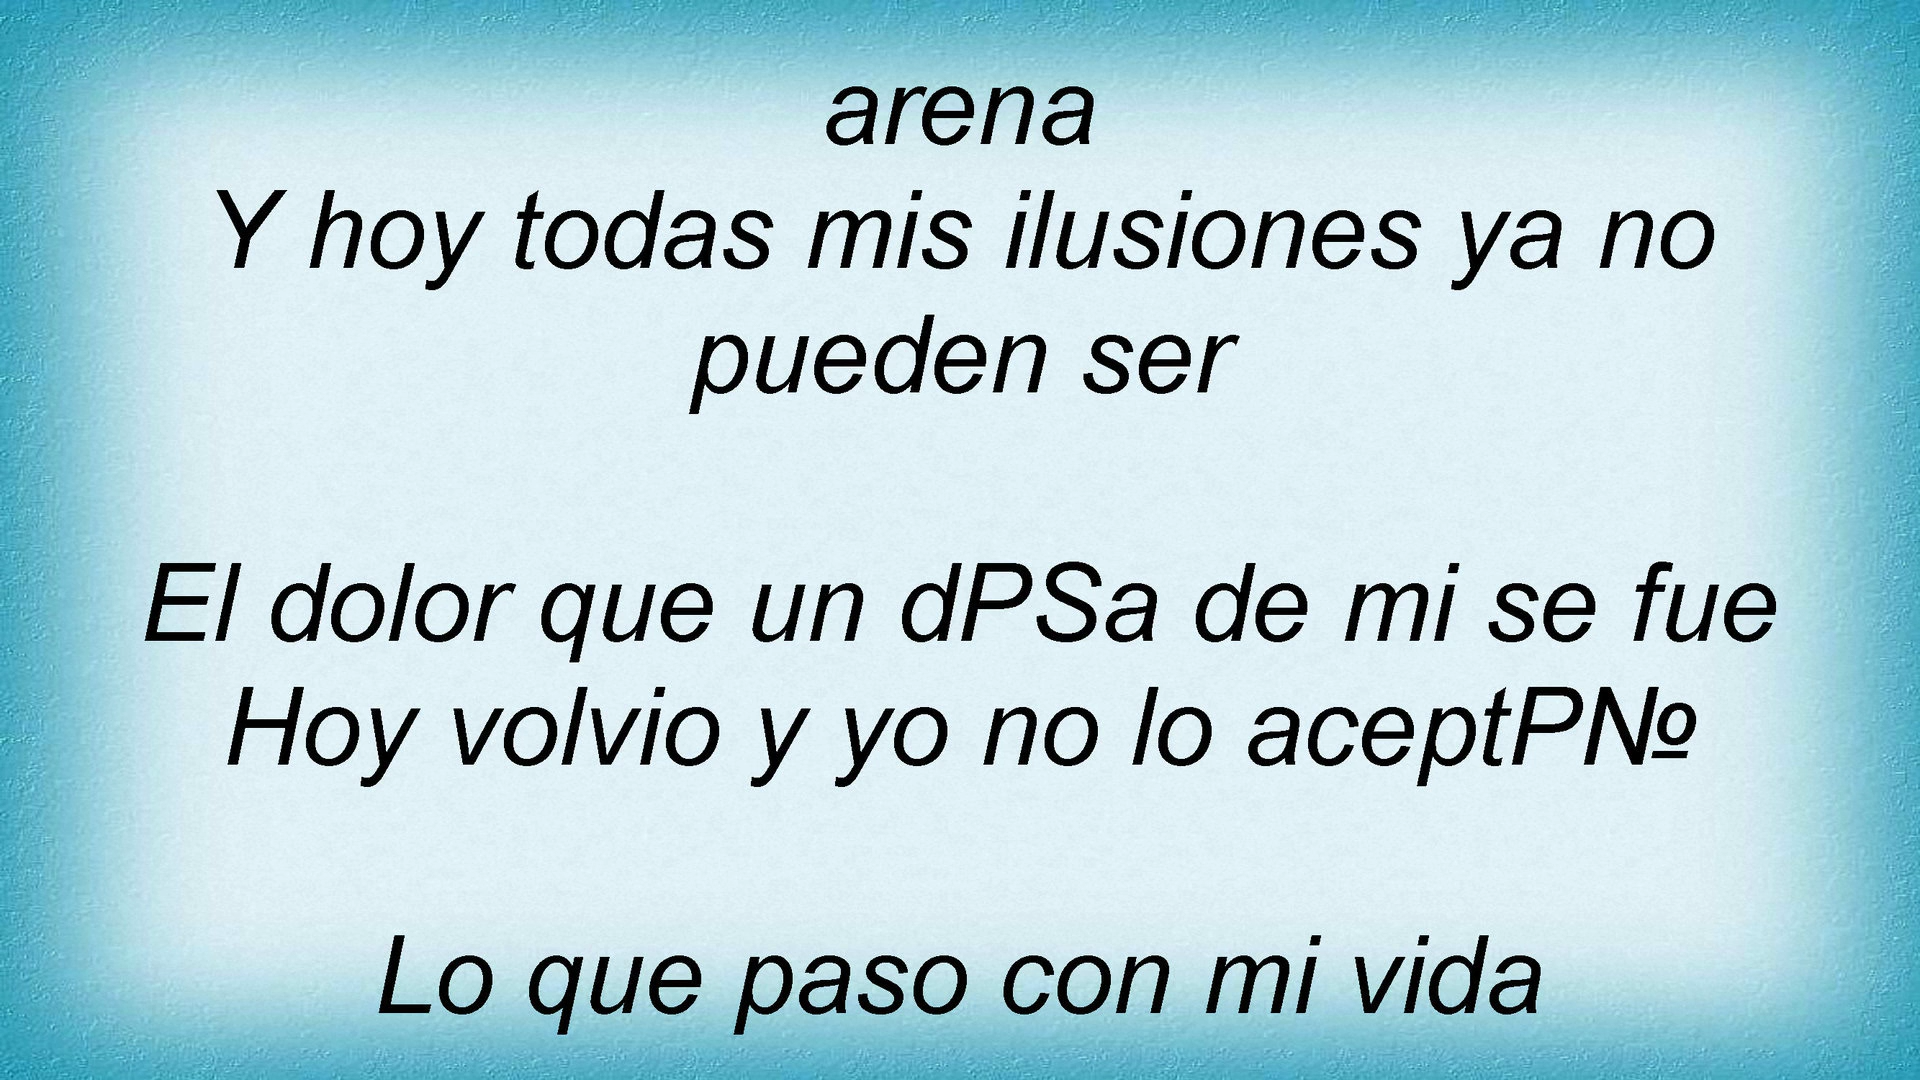 arena
Y hoy todas mis ilusiones ya no
pueden ser
El dolor que un dPSa de mi se fue
Hoy volvio y yo no lo aceptP№
Lo que paso con mi vida